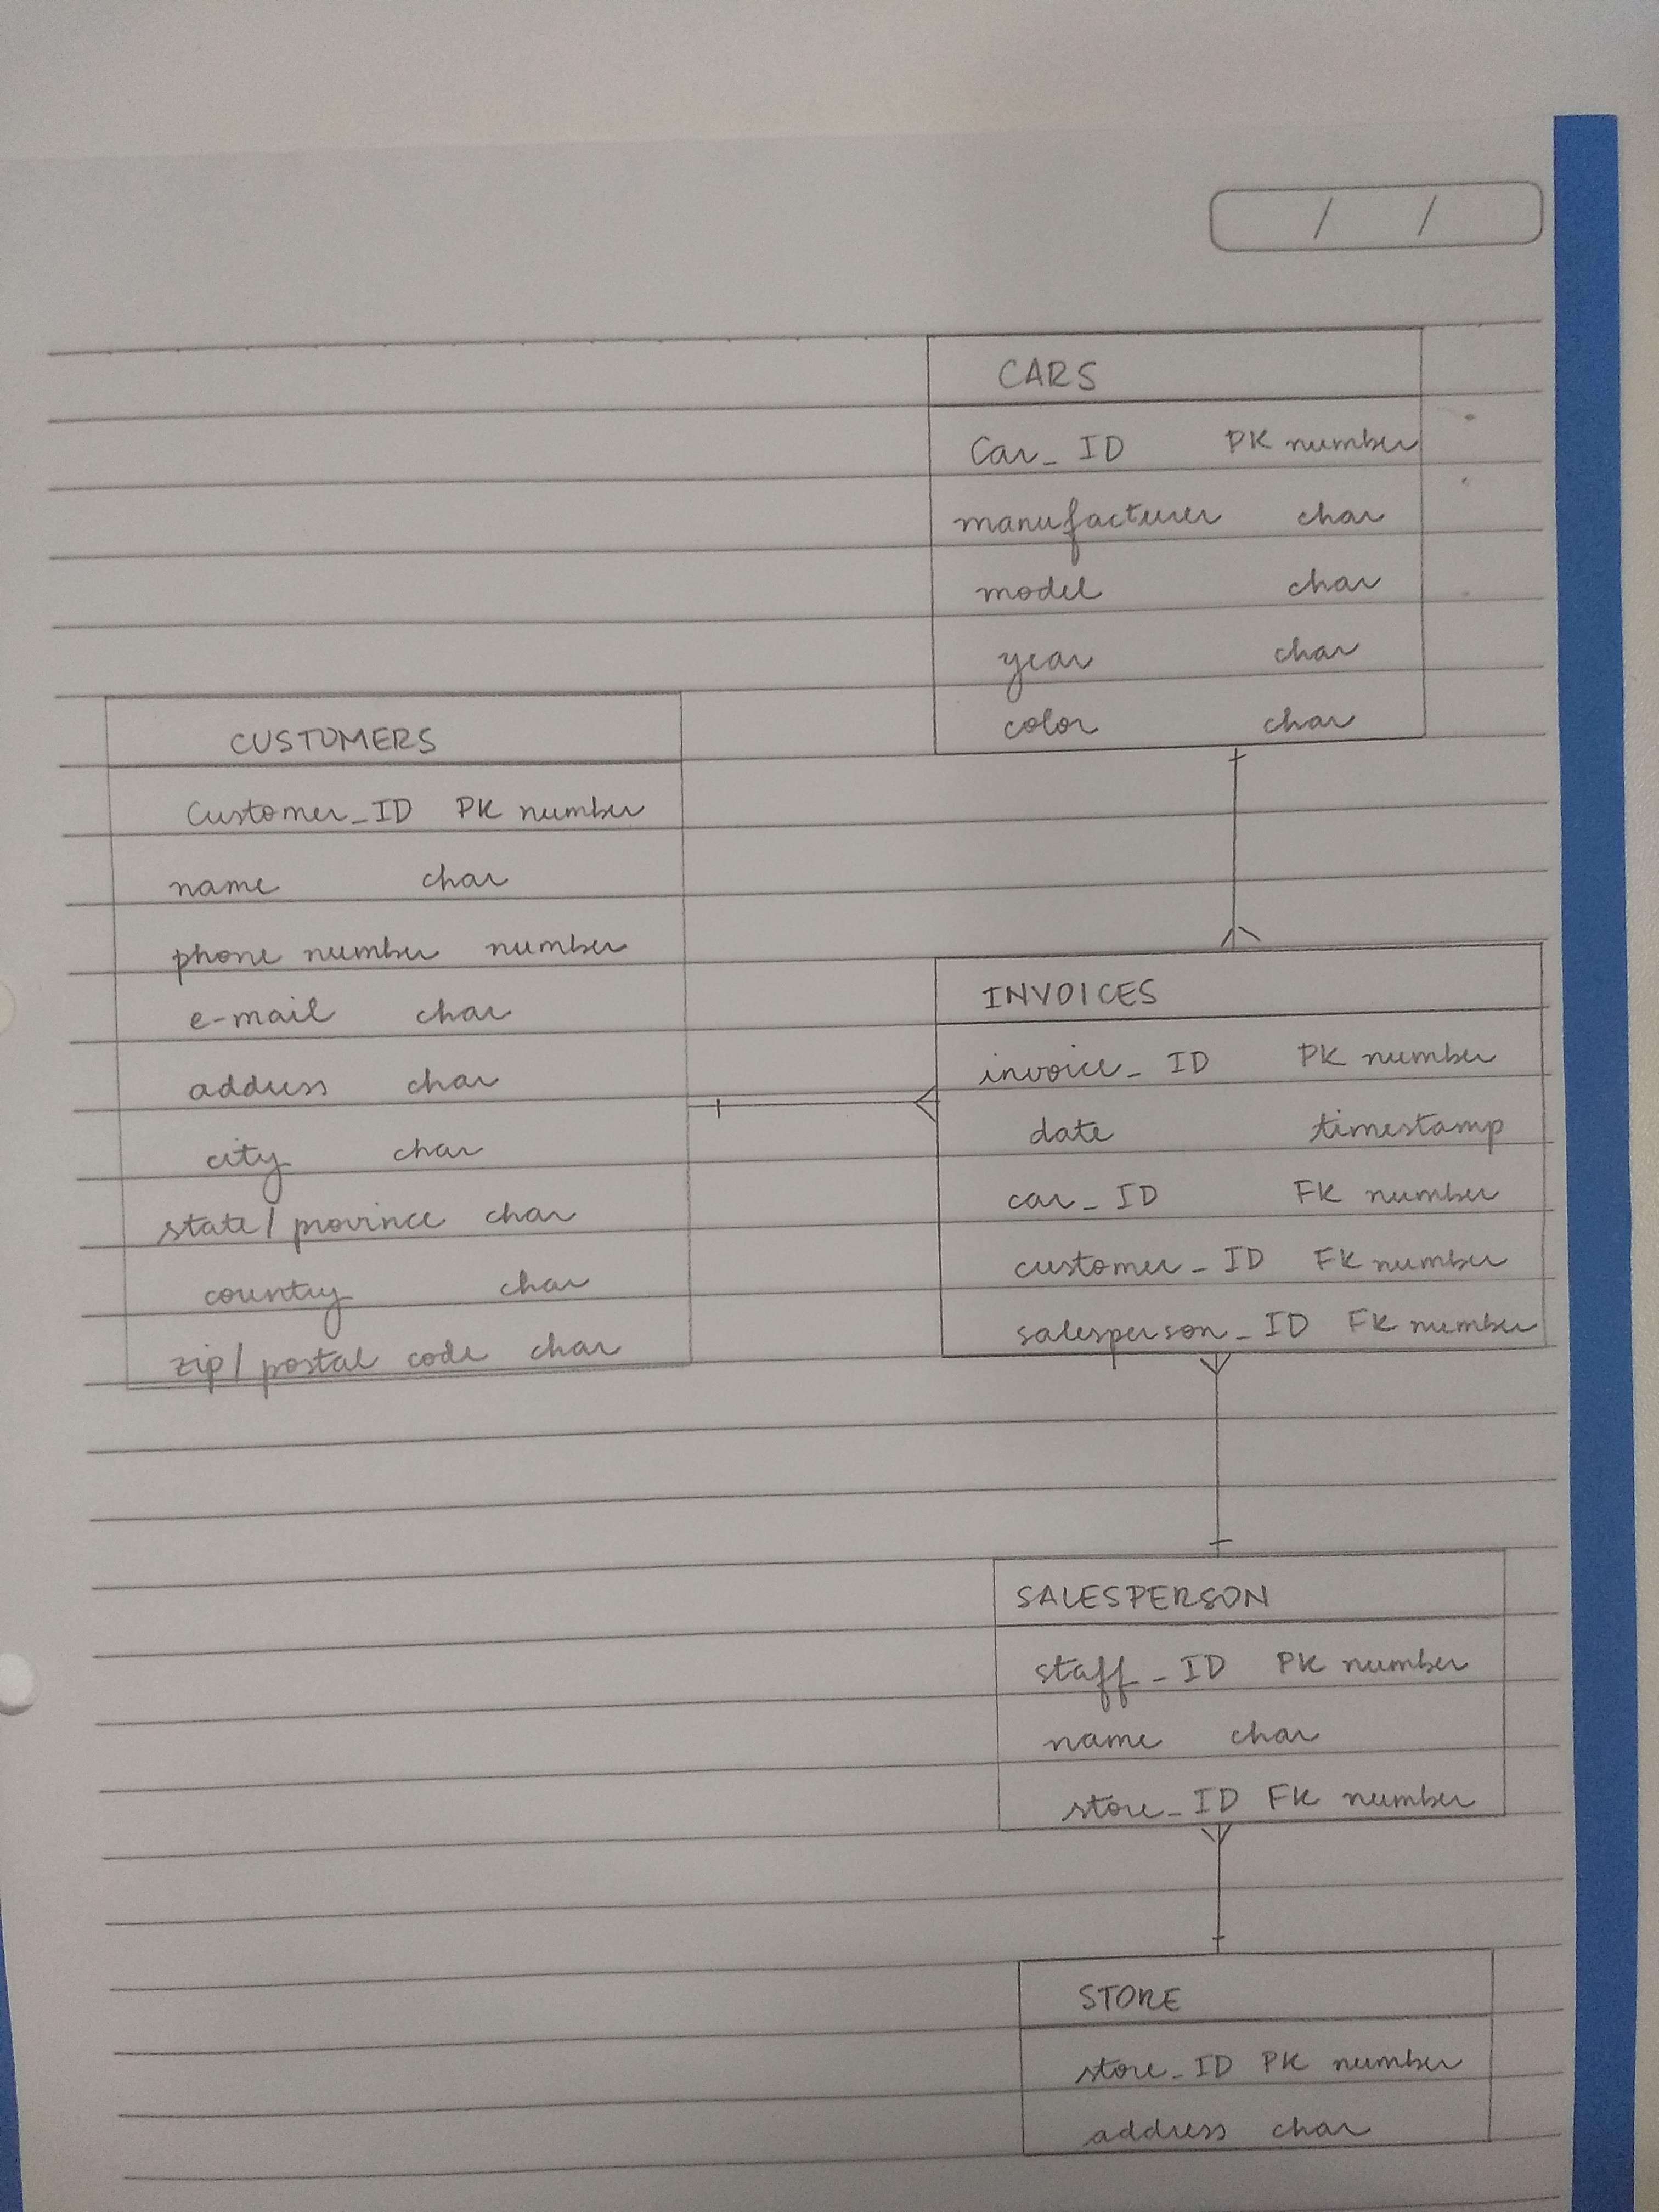 / /
CARS
Car_ID PK number
manufacturer char
model char
year char
color char
CUSTOMERS
Customer_ID PK number
name char
phone number number
e-mail char
address char
city char
state/province char
country char
zip/postal code char
INVOICES
invoice_ID PK number
date timestamp
car_ID FK number
customer_ID FK number
salesperson_ID FK number
SALESPERSON
staff_ID PK number
name char
store_ID FK number
STORE
store_ID PK number
address char